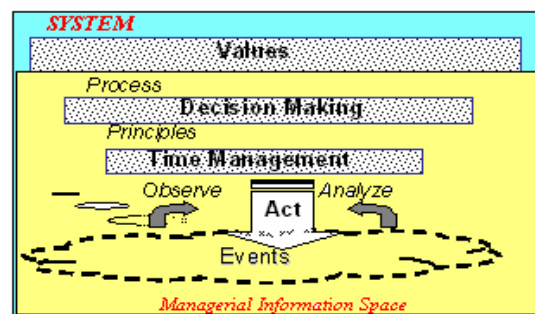 SYSTEM
Values
Process
Decision Making
Principles
Time Management
Observe Analyze
Act
Events
Managerial Information Space